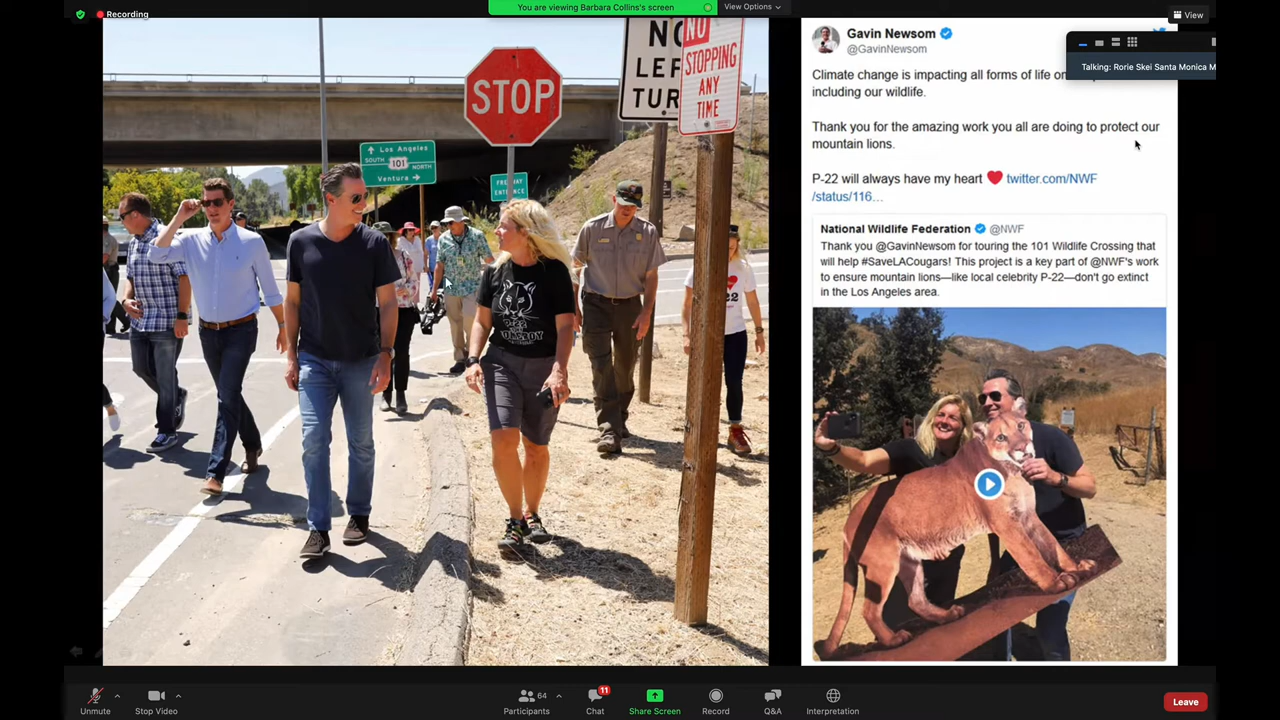 Recording
You are viewing Barbara Collins's screen
View Options
View
Talking: Rorie Skei Santa Monica M
NO
LEFT
TURN
NO
STOPPING
ANY
TIME
STOP
Los Angeles
SOUTH 101 NORTH
Ventura
FREEWAY
ENTRANCE
P-22
22
Gavin Newsom
@GavinNewsom
Climate change is impacting all forms of life on
including our wildlife.
Thank you for the amazing work you all are doing to protect our
mountain lions.
P-22 will always have my heart ❤ twitter.com/NWF
/status/116…
National Wildlife Federation @NWF
Thank you @GavinNewsom for touring the 101 Wildlife Crossing that
will help #SaveLACougars! This project is a key part of @NWF's work
to ensure mountain lions—like local celebrity P-22—don't go extinct
in the Los Angeles area.
Unmute
Stop Video
64
Participants
11
Chat
Share Screen
Record
Q&A
Interpretation
Leave